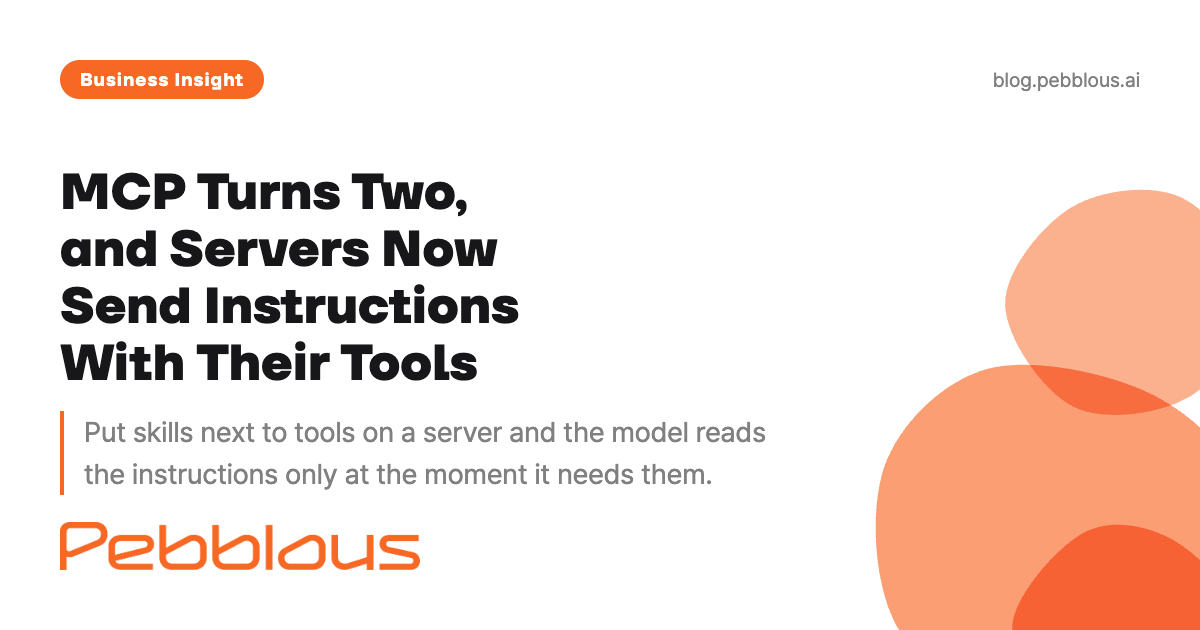 Business Insight
blog.pebblous.ai
MCP Turns Two,
and Servers Now
Send Instructions
With Their Tools
Put skills next to tools on a server and the model reads
the instructions only at the moment it needs them.
Pebblous